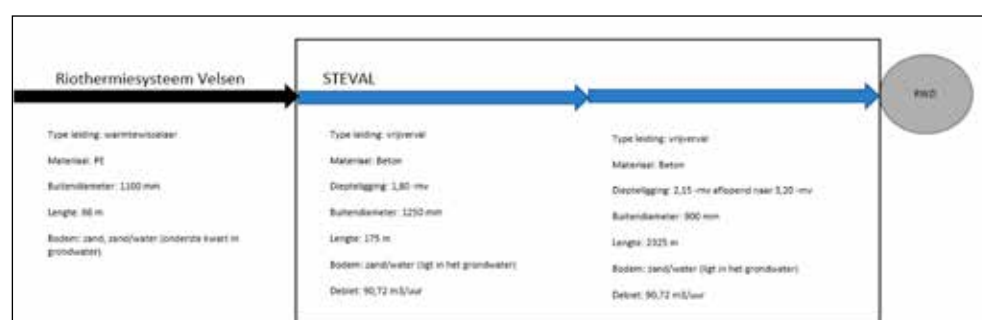 Riothermiesysteem Velsen
Type leiding: warmtewisselaar
Materiaal: PE
Buitendiameter: 1100 mm
Lengte: 66 m
Bodem: zand, zand/water (onderste kwart in
grondwater)
STEVAL
Type leiding: vrijverval
Materiaal: Beton
Diepteligging: 1,80 -mv
Buitendiameter: 1250 mm
Lengte: 175 m
Bodem: zand/water (ligt in het grondwater)
Debiet: 90,72 m3/uur
Type leiding: vrijverval
Materiaal: Beton
Diepteligging: 2,15 -mv aflopend naar 3,20 -mv
Buitendiameter: 900 mm
Lengte: 2325 m
Bodem: zand/water (ligt in het grondwater)
Debiet: 90,72 m3/uur